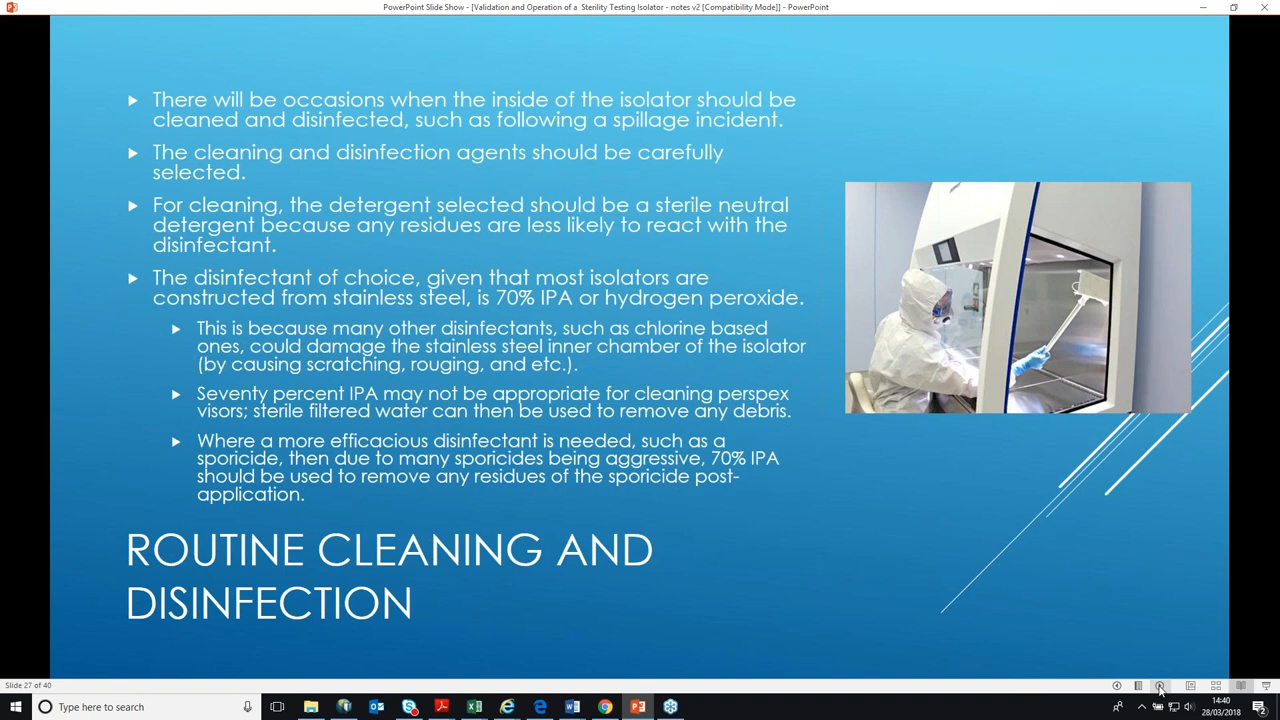 PowerPoint Slide Show - [Validation and Operation of a Sterility Testing Isolator - notes v2 [Compatibility Mode]] - PowerPoint
There will be occasions when the inside of the isolator should be
cleaned and disinfected, such as following a spillage incident.
The cleaning and disinfection agents should be carefully
selected.
For cleaning, the detergent selected should be a sterile neutral
detergent because any residues are less likely to react with the
disinfectant.
The disinfectant of choice, given that most isolators are
constructed from stainless steel, is 70% IPA or hydrogen peroxide.
This is because many other disinfectants, such as chlorine based
ones, could damage the stainless steel inner chamber of the isolator
(by causing scratching, rouging, and etc.).
Seventy percent IPA may not be appropriate for cleaning perspex
visors; sterile filtered water can then be used to remove any debris.
Where a more efficacious disinfectant is needed, such as a
sporicide, then due to many sporicides being aggressive, 70% IPA
should be used to remove any residues of the sporicide post-
application.
ROUTINE CLEANING AND
DISINFECTION
Slide 27 of 40
Type here to search
14:40
28/03/2018
2